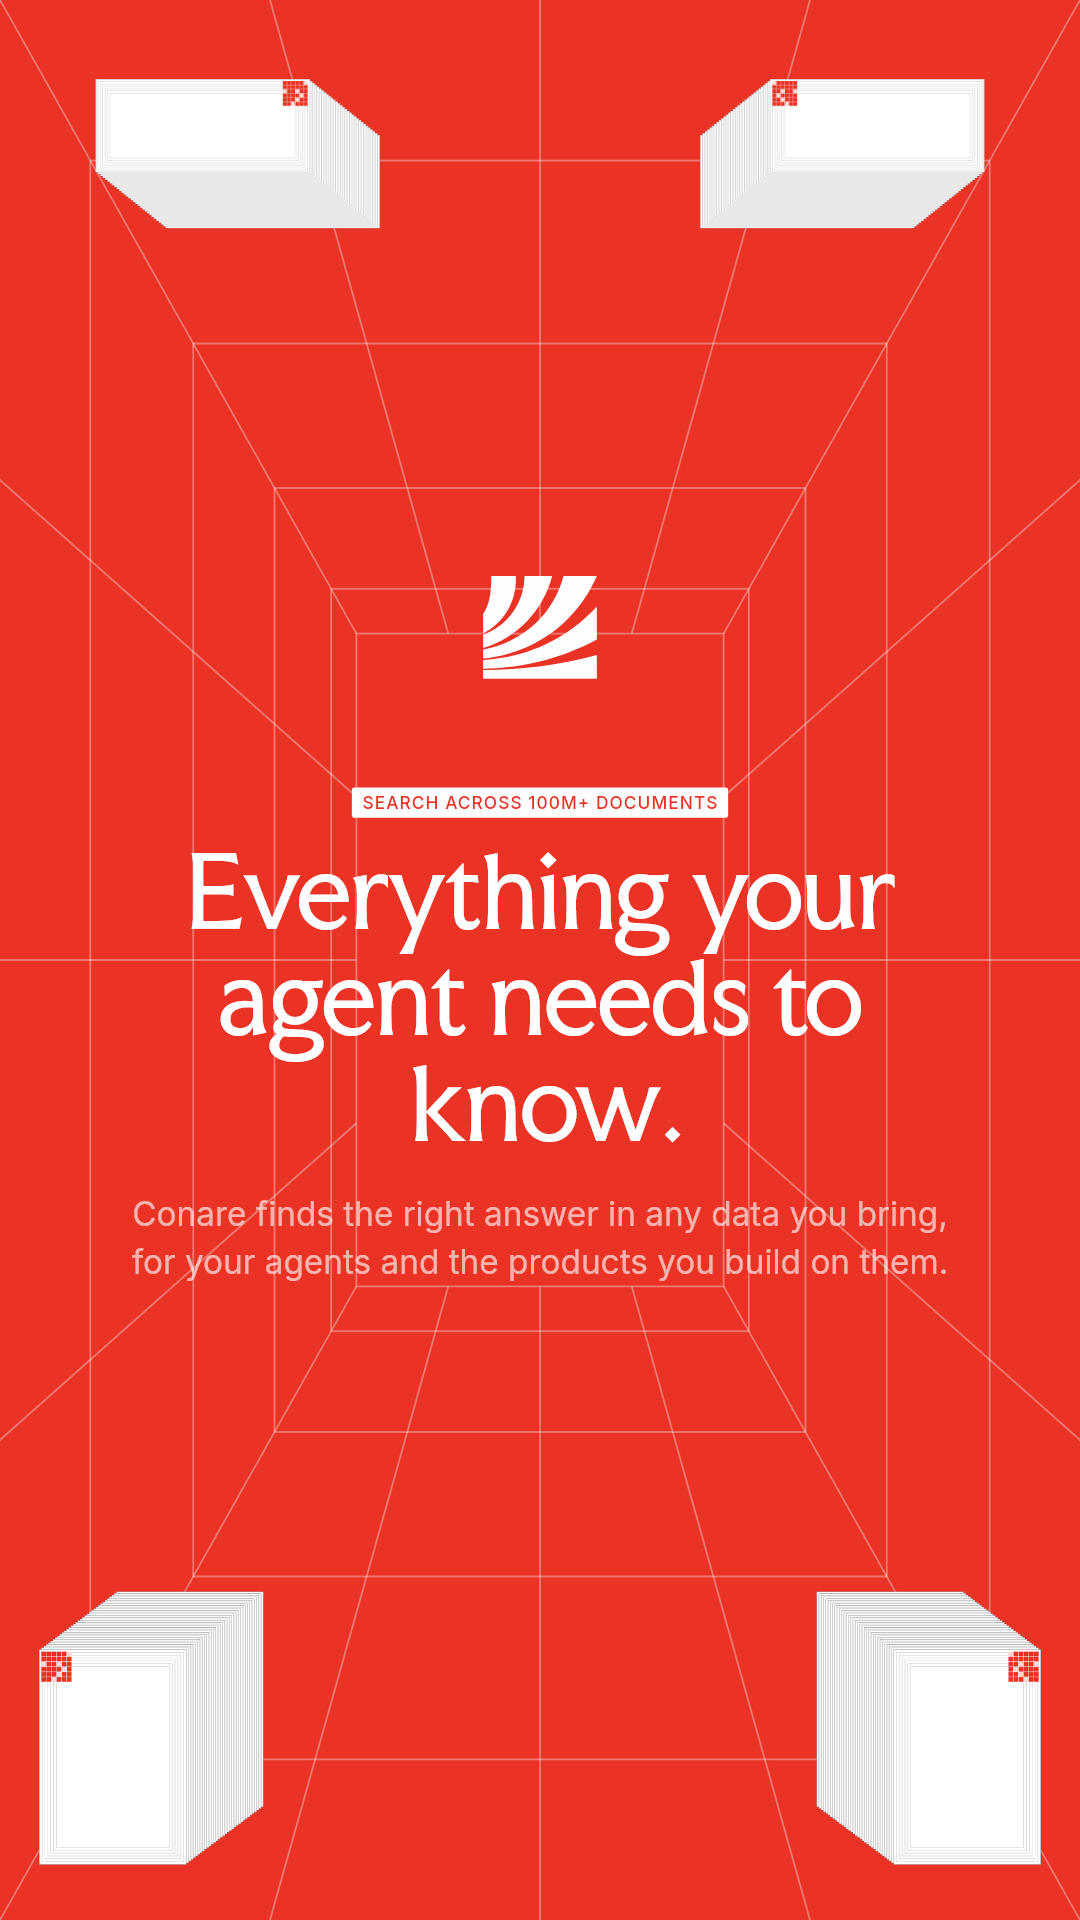 SEARCH ACROSS 100M+ DOCUMENTS
Everything your
agent needs to
know.
Conare finds the right answer in any data you bring,
for your agents and the products you build on them.